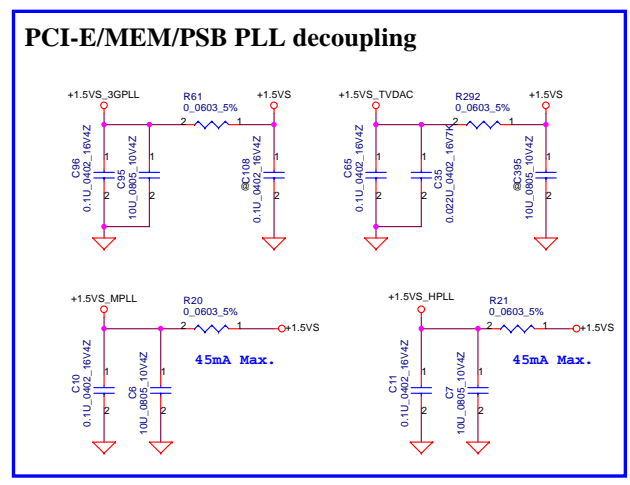 PCI-E/MEM/PSB PLL decoupling
+1.5VS_3GPLL
R61
0_0603_5%
+1.5VS
2
1
C96
0.1U_0402_16V4Z
1
2
C95
10U_0805_10V4Z
1
2
@C108
0.1U_0402_16V4Z
1
2
+1.5VS_TVDAC
R292
0_0603_5%
+1.5VS
2
1
C65
0.1U_0402_16V4Z
1
2
C35
0.022U_0402_16V7K
1
2
@C395
10U_0805_10V4Z
1
2
+1.5VS_MPLL
R20
0_0603_5%
2
1
+1.5VS
45mA Max.
C10
0.1U_0402_16V4Z
1
2
C6
10U_0805_10V4Z
1
2
+1.5VS_HPLL
R21
0_0603_5%
2
1
+1.5VS
45mA Max.
C11
0.1U_0402_16V4Z
1
2
C7
10U_0805_10V4Z
1
2